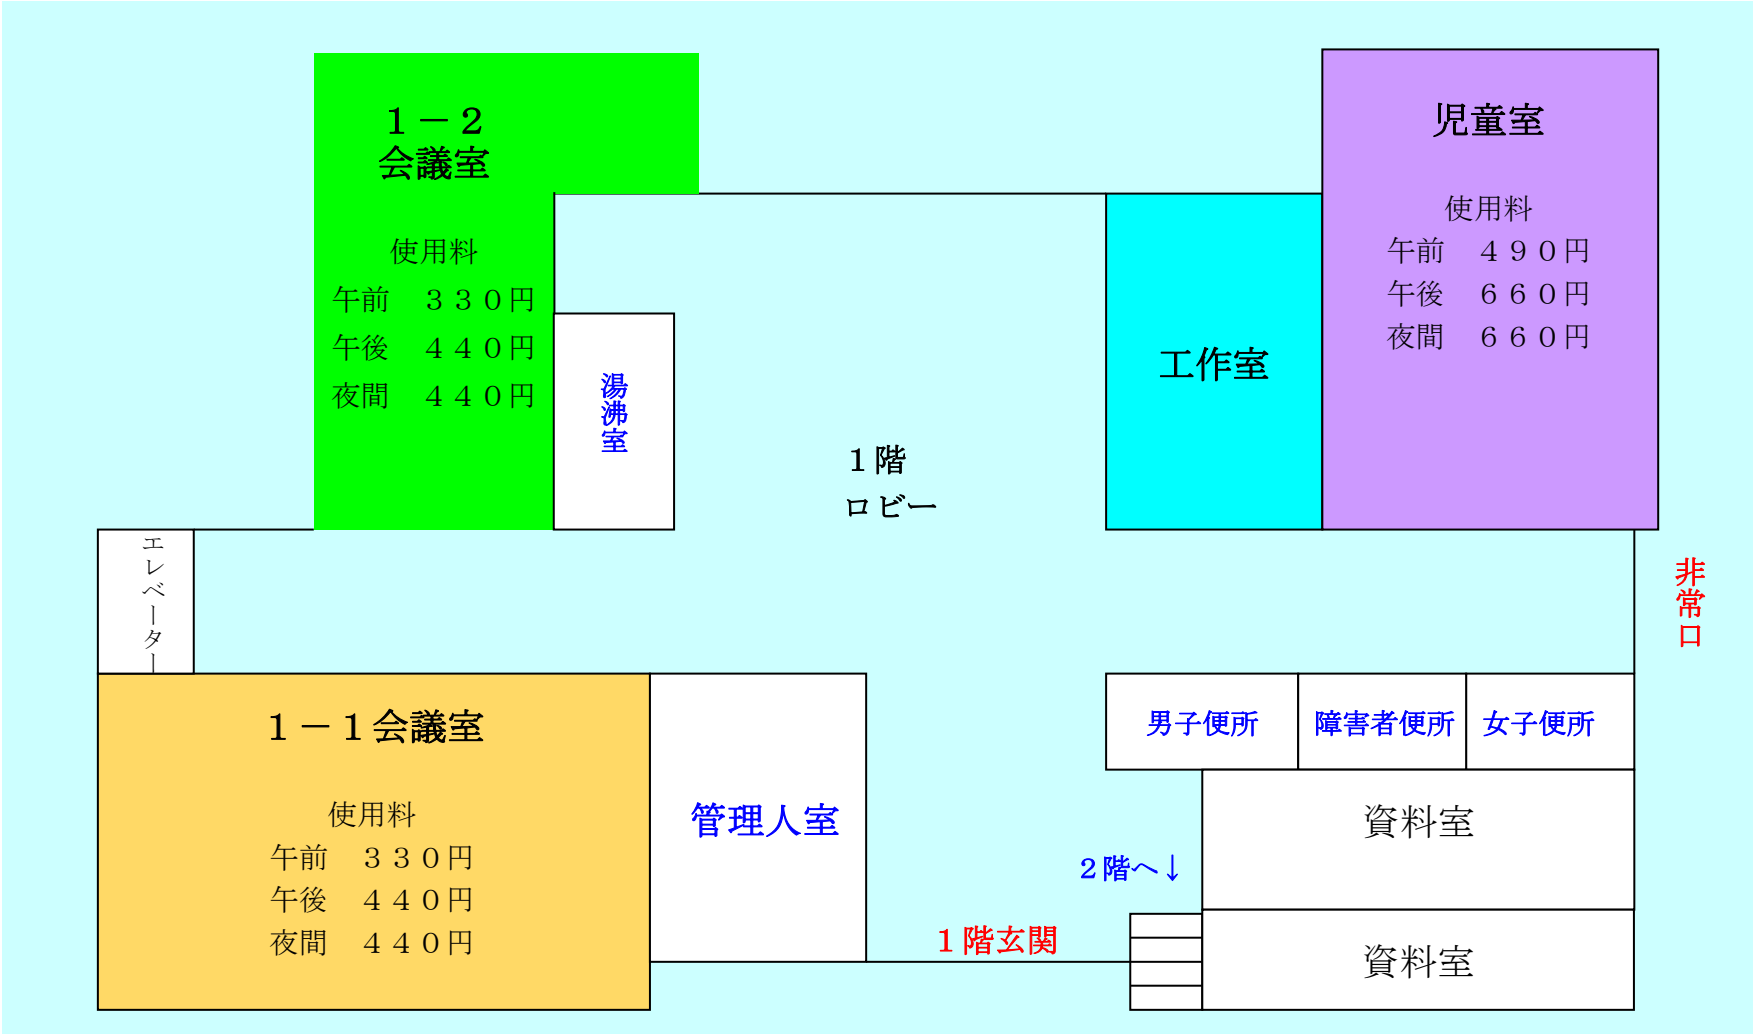 １－２
会議室
使用料
午前　３３０円
午後　４４０円
夜間　４４０円
湯沸室
児童室
使用料
午前　４９０円
午後　６６０円
夜間　６６０円
工作室
１階
ロビー
エレベーター
非常口
１－１会議室
使用料
午前　３３０円
午後　４４０円
夜間　４４０円
管理人室
男子便所
障害者便所
女子便所
資料室
２階へ↓
１階玄関
資料室